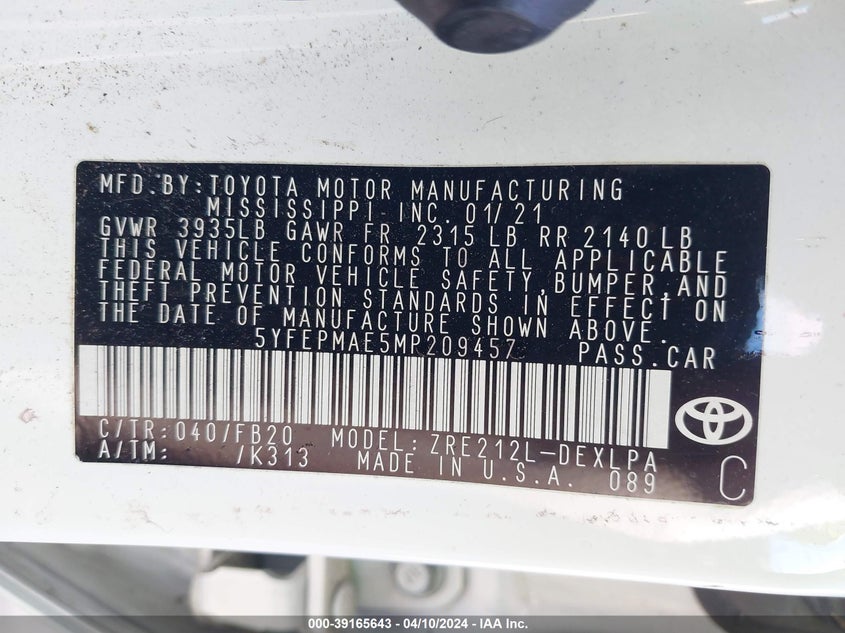 MFD. BY: TOYOTA MOTOR MANUFACTURING
MISSISSIPPI INC. 01/21
GVWR 3935LB GAWR FR 2315 LB RR 2140 LB
THIS VEHICLE CONFORMS TO ALL APPLICABLE
FEDERAL MOTOR VEHICLE SAFETY, BUMPER, AND
THEFT PREVENTION STANDARDS IN EFFECT ON
THE DATE OF MANUFACTURE SHOWN ABOVE.
5YFEPMAE5MP209457 PASS. CAR
C/TR: 040/FB20 MODEL: ZRE212L-DEXLPA
A/TM: /K313 MADE IN U.S.A. 089
C
000-39165643 - 04/10/2024 - IAA Inc.